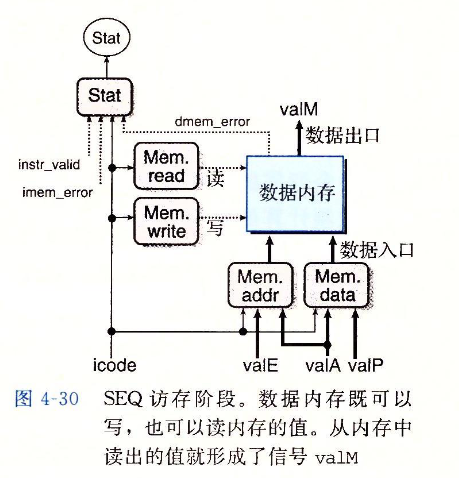 Stat
Stat
dmem_error
valM
数据出口
instr_valid
imem_error
Mem.
read
读
数据内存
Mem.
write
写
数据入口
Mem.
addr
Mem.
data
icode
valE
valA
valP
图 4-30 SEQ 访存阶段。数据内存既可以
写，也可以读内存的值。从内存中
读出的值就形成了信号 valM